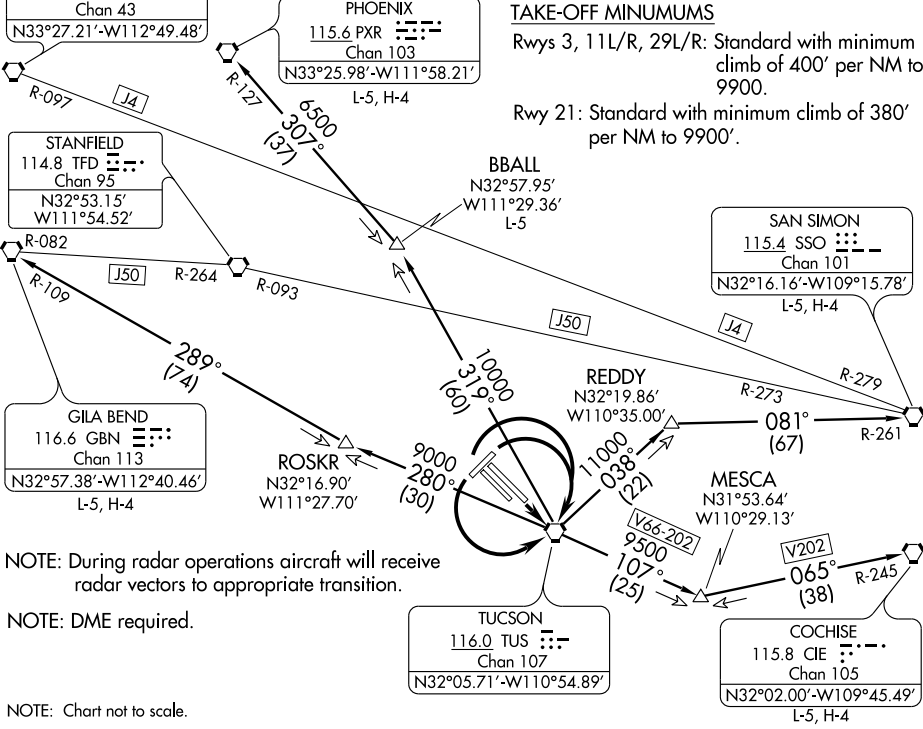 Chan 43
N33°27.21'-W112°49.48'
PHOENIX
115.6 PXR
Chan 103
N33°25.98'-W111°58.21'
L-5, H-4
TAKE-OFF MINUMUMS
Rwys 3, 11L/R, 29L/R: Standard with minimum
climb of 400' per NM to
9900.
Rwy 21: Standard with minimum climb of 380'
per NM to 9900'.
R-097
J4
R-127
6500
307°
(37)
STANFIELD
114.8 TFD
Chan 95
N32°53.15'
W111°54.52'
BBALL
N32°57.95'
W111°29.36'
L-5
SAN SIMON
115.4 SSO
Chan 101
N32°16.16'-W109°15.78'
L-5, H-4
R-082
J50
R-264
R-093
R-109
J50
J4
289°
(74)
10000
319°
(60)
REDDY
N32°19.86'
W110°35.00'
R-273
R-279
081°
(67)
R-261
GILA BEND
116.6 GBN
Chan 113
N32°57.38'-W112°40.46'
L-5, H-4
ROSKR
N32°16.90'
W111°27.70'
9000
280°
(30)
11000
038°
(22)
MESCA
N31°53.64'
W110°29.13'
V66-202
9500
107°
(25)
V202
065°
(38)
R-245
NOTE: During radar operations aircraft will receive
radar vectors to appropriate transition.
NOTE: DME required.
TUCSON
116.0 TUS
Chan 107
N32°05.71'-W110°54.89'
COCHISE
115.8 CIE
Chan 105
N32°02.00'-W109°45.49'
L-5, H-4
NOTE: Chart not to scale.